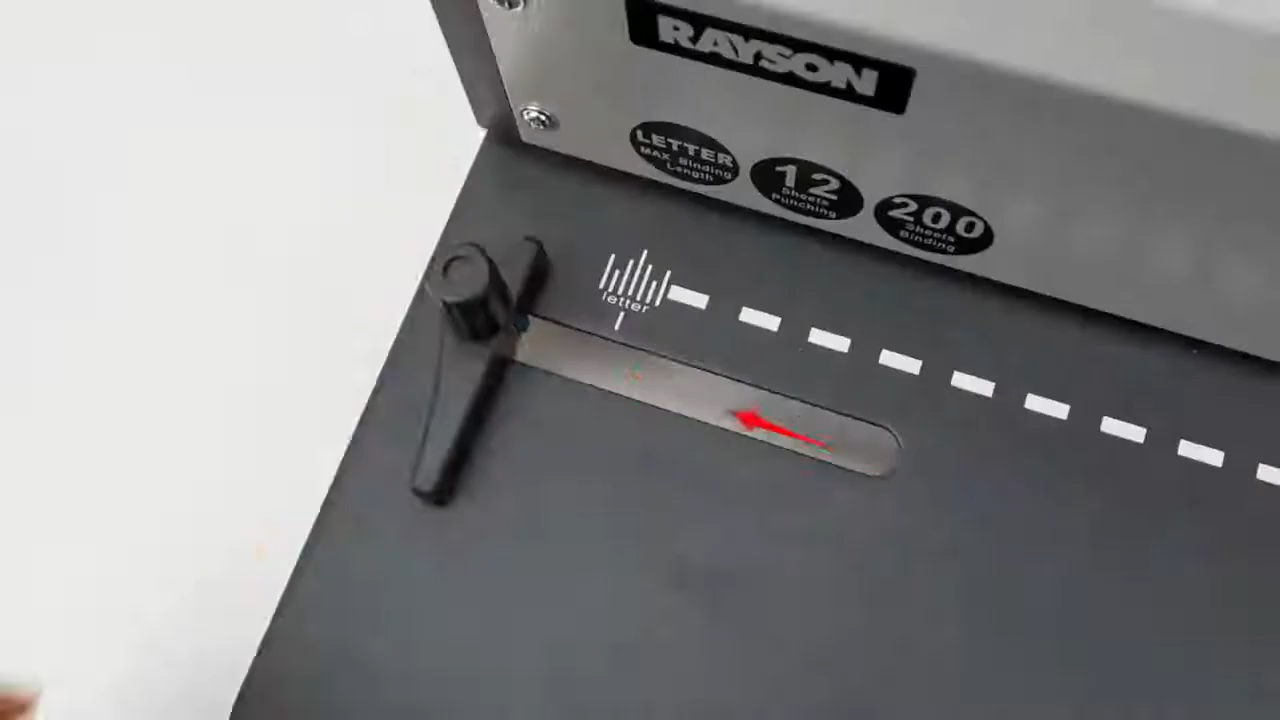 RAYSON
LETTER
MAX Binding
Length
12
Sheets
Punching
200
Sheets
Binding
letter